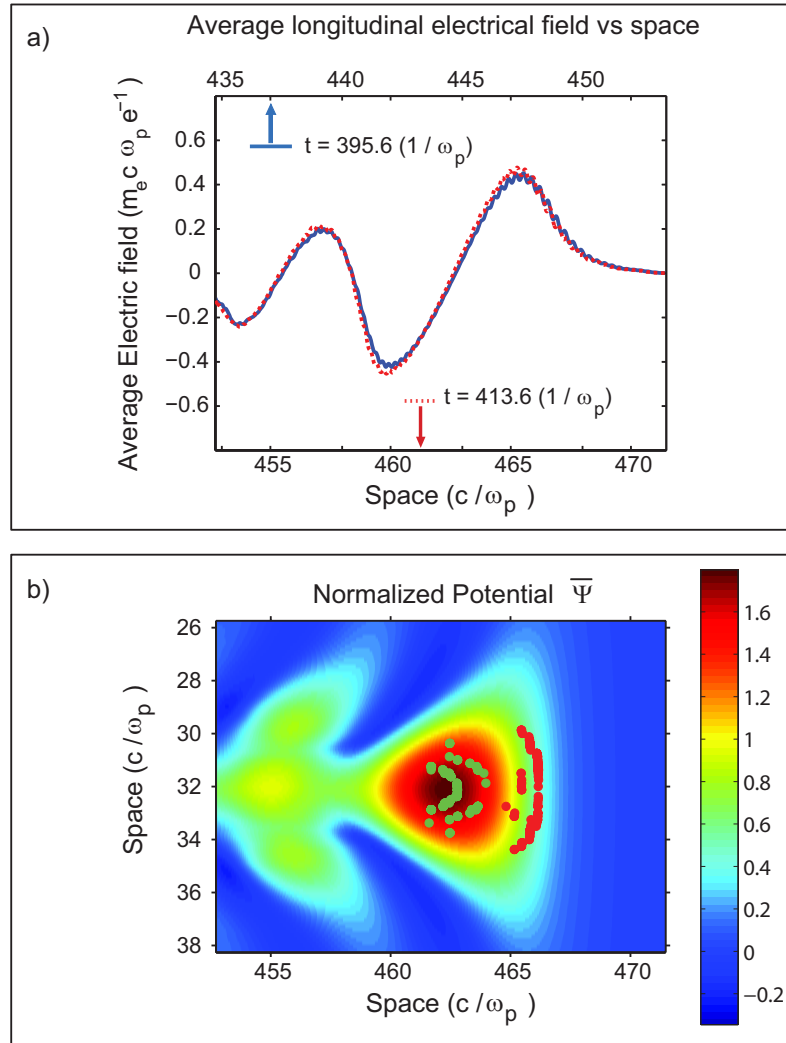 a)
Average longitudinal electrical field vs space
435 440 445 450
Average Electric field (m_e c ω_p e⁻¹)
0.6
0.4
0.2
0
−0.2
−0.4
−0.6
t = 395.6 (1 / ω_p)
t = 413.6 (1 / ω_p)
455 460 465 470
Space (c/ω_p)
b)
Normalized Potential Ψ̅
Space (c/ω_p)
26
28
30
32
34
36
38
455 460 465 470
Space (c/ω_p)
1.6
1.4
1.2
1
0.8
0.6
0.4
0.2
0
−0.2